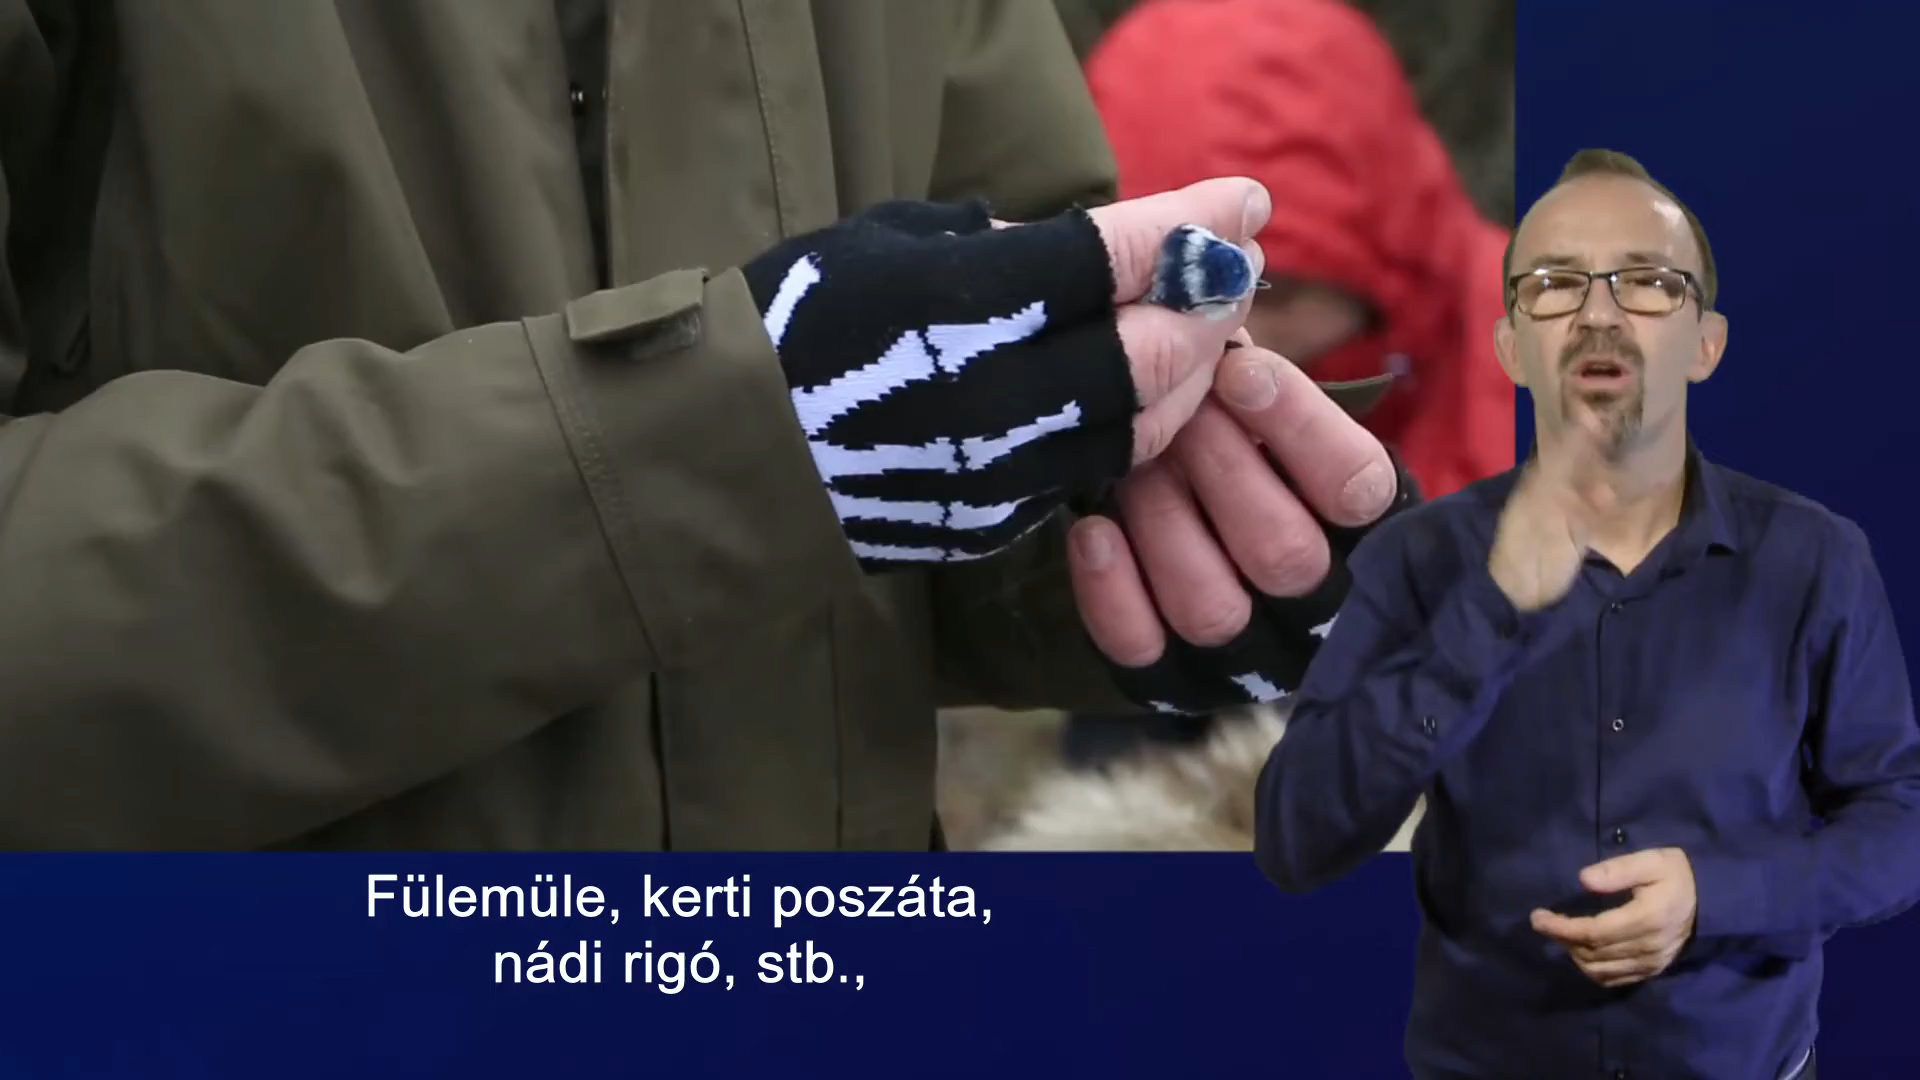 Fülemüle, kerti poszáta,
nádi rigó, stb.,